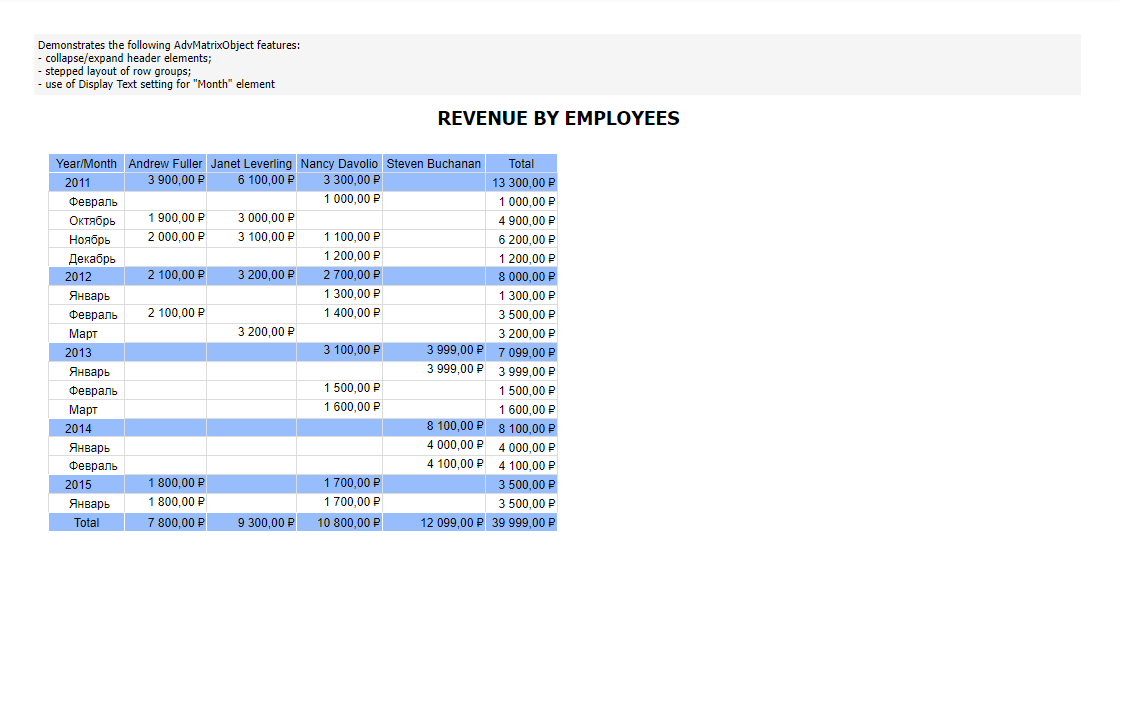 Demonstrates the following AdvMatrixObject features:
- collapse/expand header elements;
- stepped layout of row groups;
- use of Display Text setting for "Month" element
REVENUE BY EMPLOYEES
Year/Month Andrew Fuller Janet Leverling Nancy Davolio Steven Buchanan Total
2011 3 900,00 ₽ 6 100,00 ₽ 3 300,00 ₽ 13 300,00 ₽
Февраль 1 000,00 ₽ 1 000,00 ₽
Октябрь 1 900,00 ₽ 3 000,00 ₽ 4 900,00 ₽
Ноябрь 2 000,00 ₽ 3 100,00 ₽ 1 100,00 ₽ 6 200,00 ₽
Декабрь 1 200,00 ₽ 1 200,00 ₽
2012 2 100,00 ₽ 3 200,00 ₽ 2 700,00 ₽ 8 000,00 ₽
Январь 1 300,00 ₽ 1 300,00 ₽
Февраль 2 100,00 ₽ 1 400,00 ₽ 3 500,00 ₽
Март 3 200,00 ₽ 3 200,00 ₽
2013 3 100,00 ₽ 3 999,00 ₽ 7 099,00 ₽
Январь 3 999,00 ₽ 3 999,00 ₽
Февраль 1 500,00 ₽ 1 500,00 ₽
Март 1 600,00 ₽ 1 600,00 ₽
2014 8 100,00 ₽ 8 100,00 ₽
Январь 4 000,00 ₽ 4 000,00 ₽
Февраль 4 100,00 ₽ 4 100,00 ₽
2015 1 800,00 ₽ 1 700,00 ₽ 3 500,00 ₽
Январь 1 800,00 ₽ 1 700,00 ₽ 3 500,00 ₽
Total 7 800,00 ₽ 9 300,00 ₽ 10 800,00 ₽ 12 099,00 ₽ 39 999,00 ₽